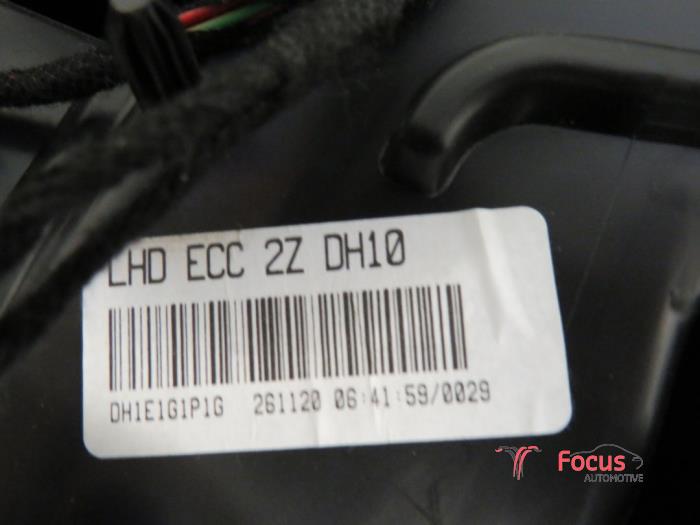 LHD ECC 2Z DH10
DH1E1G1P1G 261120 06:41:59/0029
Focus
AUTOMOTIVE